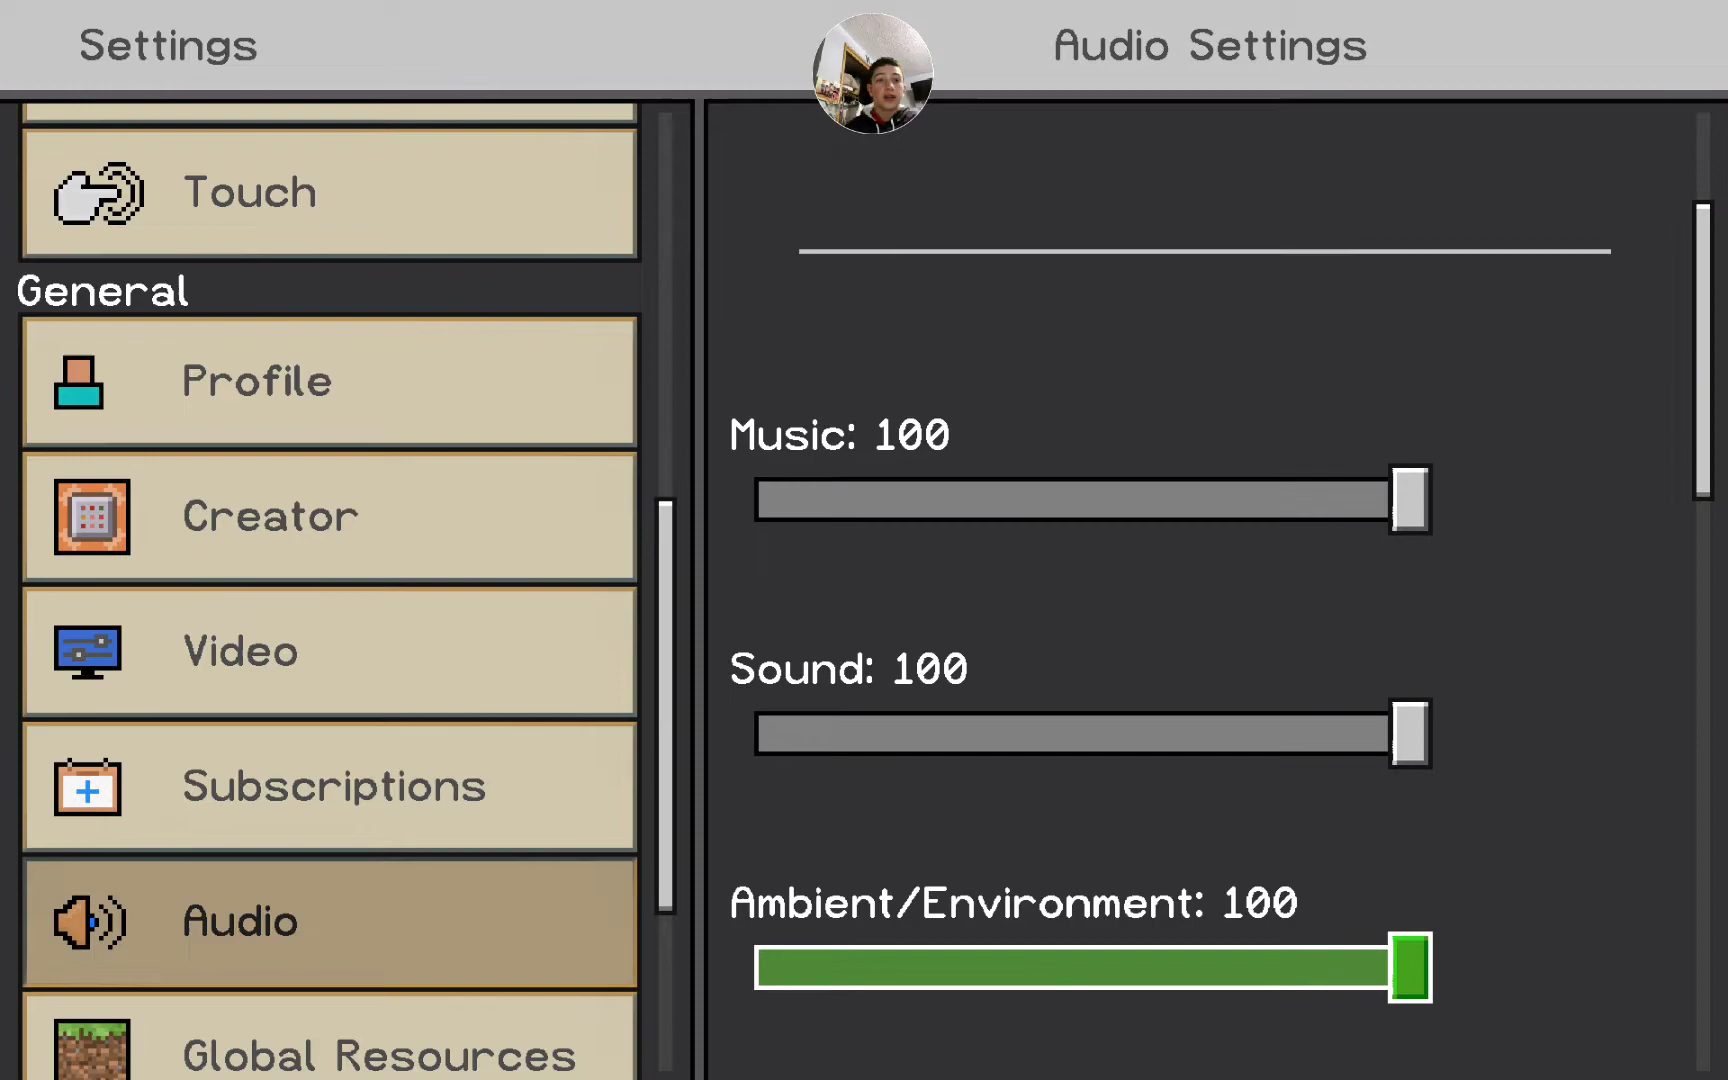 Settings
Audio Settings
Touch
General
Profile
Creator
Video
Subscriptions
Audio
Global Resources
Music: 100
Sound: 100
Ambient/Environment: 100